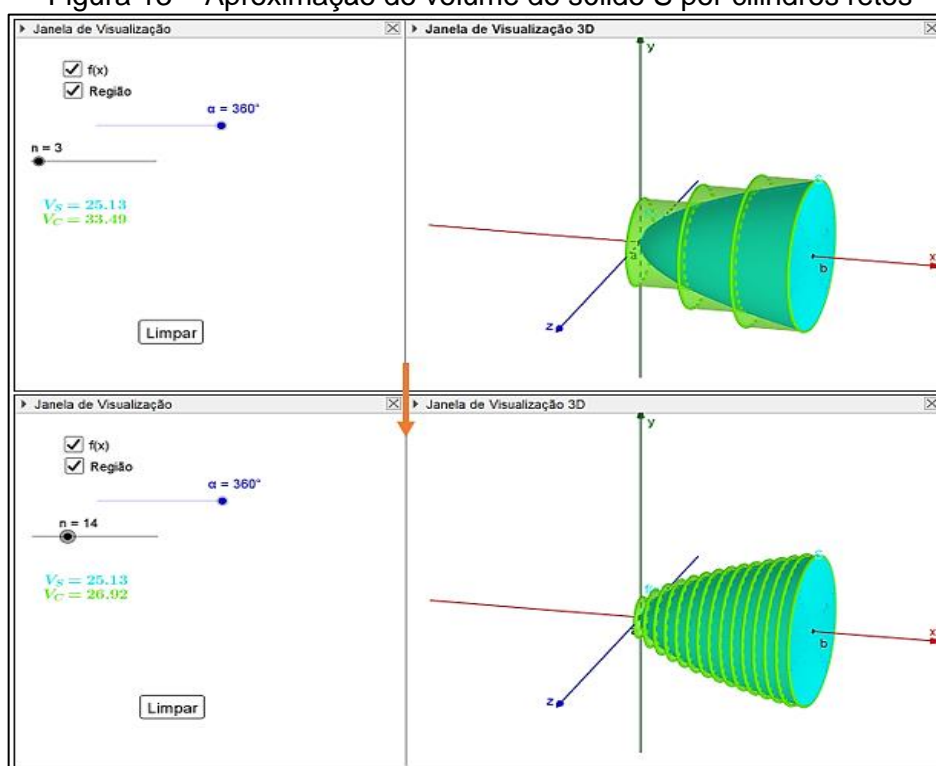 Figura 18 – Aproximação do volume do sólido S por cilindros retos
Janela de Visualização
f(x)
Região
α = 360°
n = 3
V_S = 25.13
V_C = 33.49
Limpar
Janela de Visualização 3D
y
a
b
x
z
Janela de Visualização
f(x)
Região
α = 360°
n = 14
V_S = 25.13
V_C = 26.92
Limpar
Janela de Visualização 3D
y
b
x
z